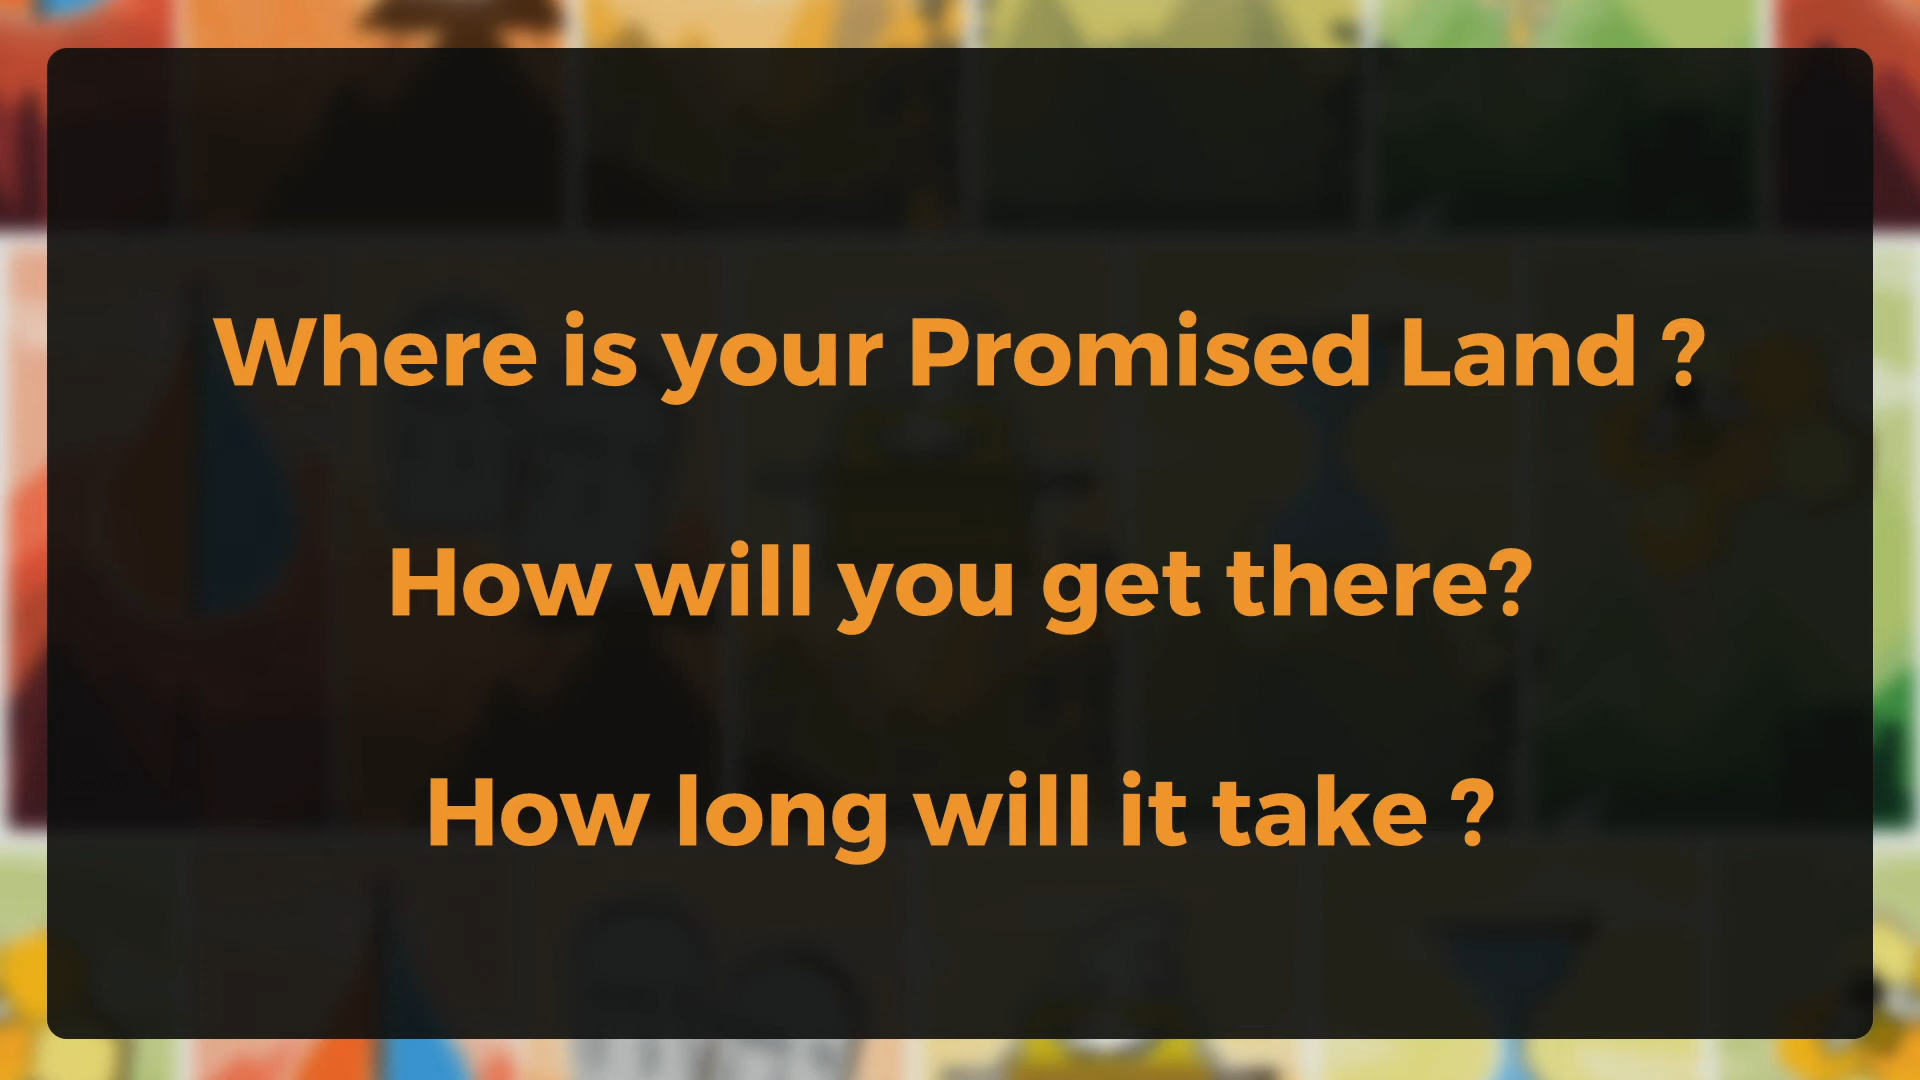 Where is your Promised Land ?
How will you get there?
How long will it take ?